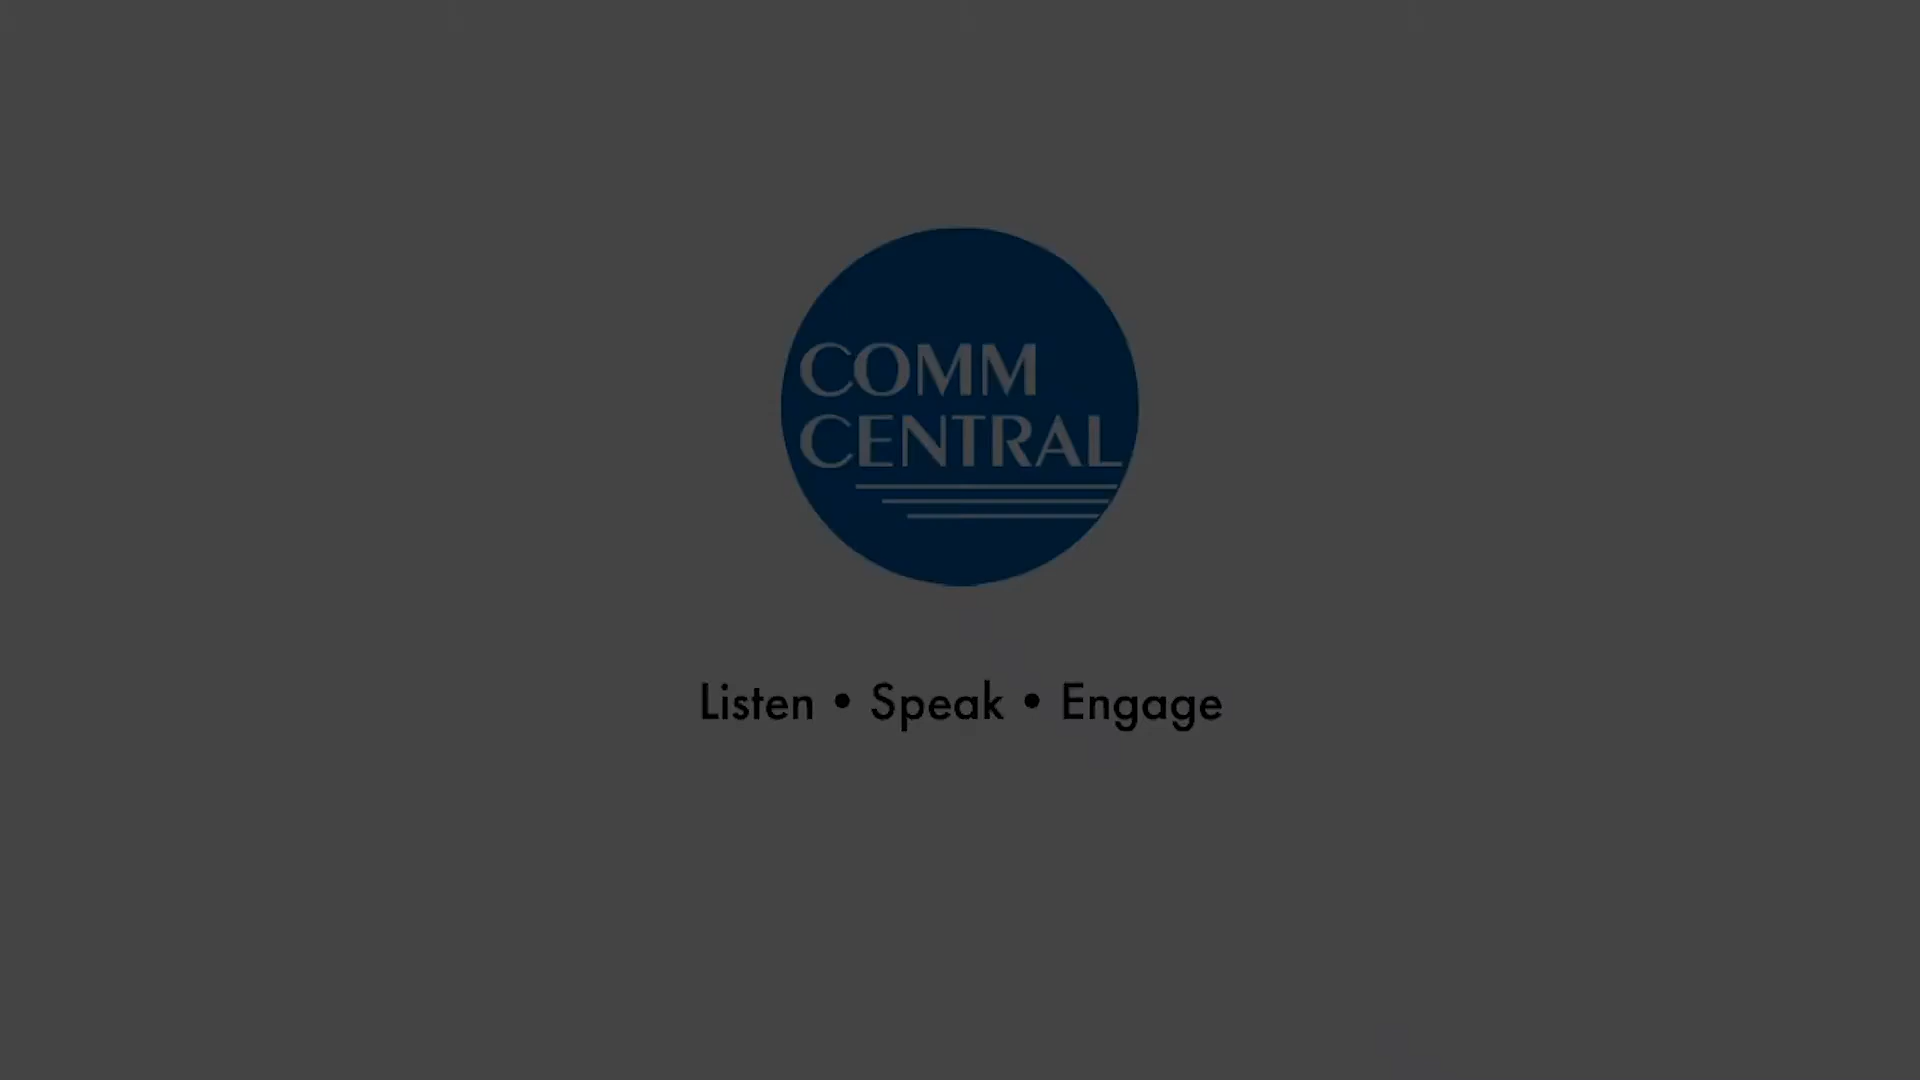 COMM
CENTRAL
Listen • Speak • Engage